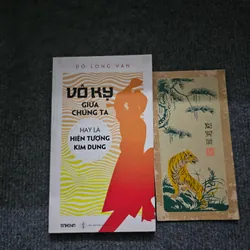 ĐỖ LONG VÂN
VÔ KỴ
GIỮA
CHÚNG TA
HAY LÀ
HIỆN TƯỢNG
KIM DUNG